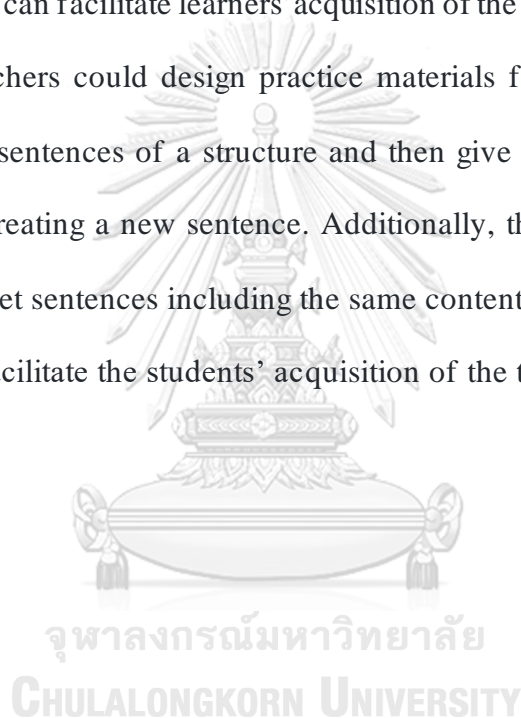 can facilitate learners' acquisition of the
chers could design practice materials f
sentences of a structure and then give
reating a new sentence. Additionally, th
et sentences including the same content
acilitate the students' acquisition of the t
จุฬาลงกรณ์มหาวิทยาลัย
CHULALONGKORN UNIVERSITY